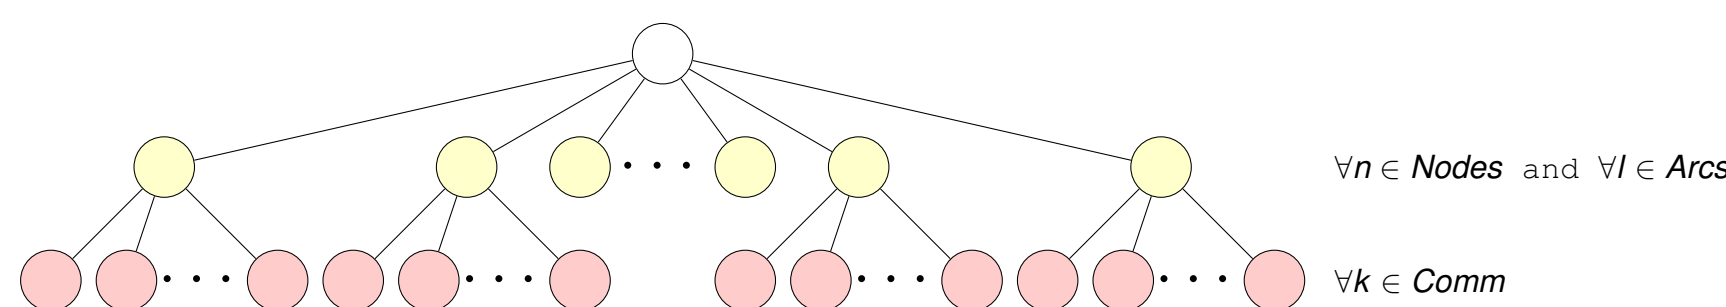 ∀n ∈ Nodes and ∀l ∈ Arcs
∀k ∈ Comm